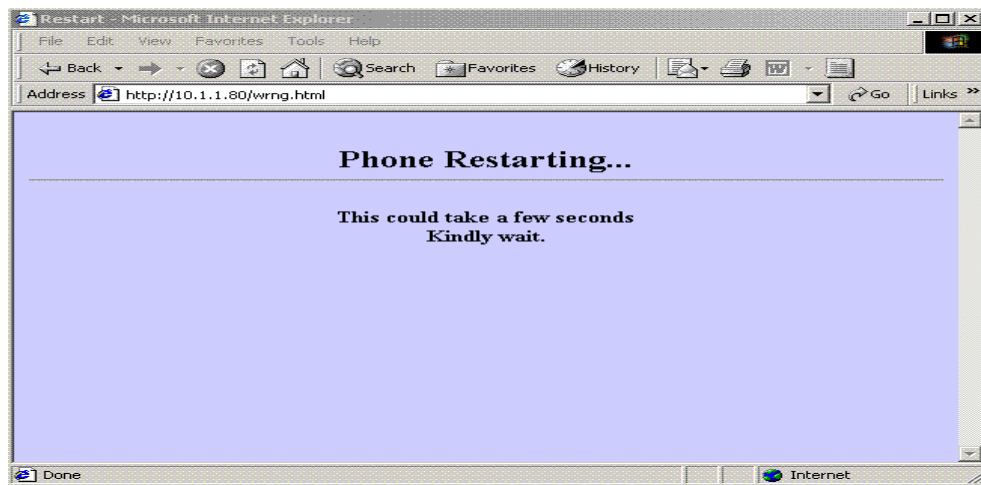 Restart - Microsoft Internet Explorer
File Edit View Favorites Tools Help
Back Search Favorites History
Address http://10.1.1.80/wrng.html Go Links »
Phone Restarting...
This could take a few seconds
Kindly wait.
Done Internet